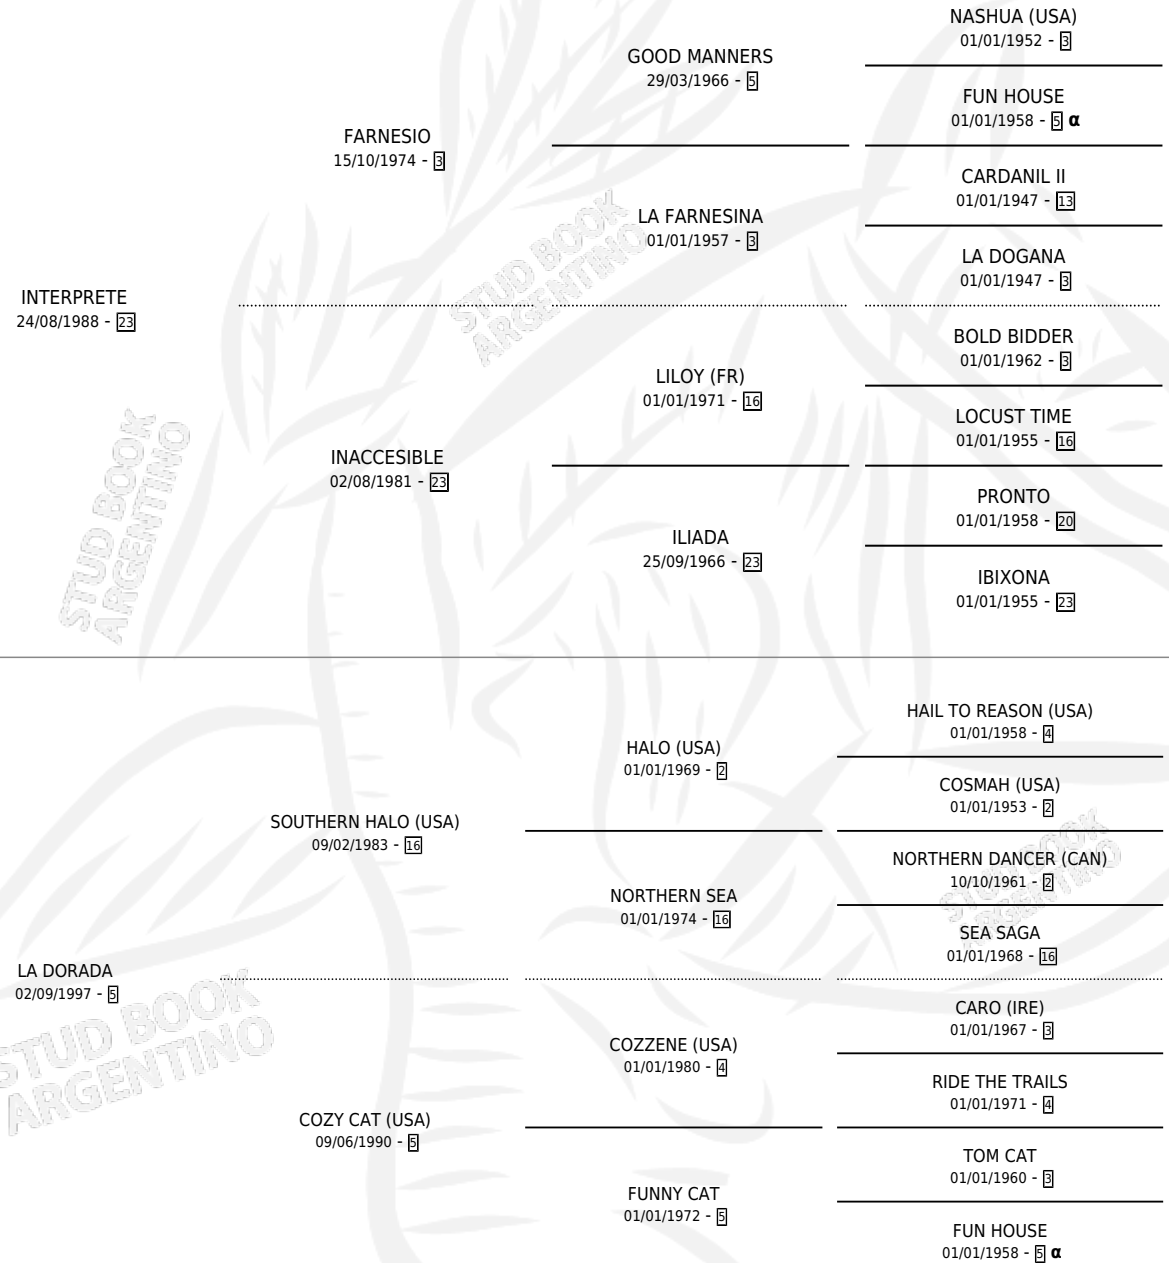 NASHUA (USA)
01/01/1952 - 3
GOOD MANNERS
29/03/1966 - 5
FUN HOUSE
01/01/1958 - 5 α
FARNESIO
15/10/1974 - 3
CARDANIL II
01/01/1947 - 13
LA FARNESINA
01/01/1957 - 3
LA DOGANA
01/01/1947 - 3
INTERPRETE
24/08/1988 - 23
BOLD BIDDER
01/01/1962 - 3
LILOY (FR)
01/01/1971 - 16
LOCUST TIME
01/01/1955 - 16
INACCESIBLE
02/08/1981 - 23
PRONTO
01/01/1958 - 20
ILIADA
25/09/1966 - 23
IBIXONA
01/01/1955 - 23
HAIL TO REASON (USA)
01/01/1958 - 4
HALO (USA)
01/01/1969 - 2
COSMAH (USA)
01/01/1953 - 2
SOUTHERN HALO (USA)
09/02/1983 - 16
NORTHERN DANCER (CAN)
10/10/1961 - 2
NORTHERN SEA
01/01/1974 - 16
SEA SAGA
01/01/1968 - 16
LA DORADA
02/09/1997 - 5
CARO (IRE)
01/01/1967 - 3
COZZENE (USA)
01/01/1980 - 4
RIDE THE TRAILS
01/01/1971 - 4
COZY CAT (USA)
09/06/1990 - 5
TOM CAT
01/01/1960 - 3
FUNNY CAT
01/01/1972 - 5
FUN HOUSE
01/01/1958 - 5 α
STUD BOOK
ARGENTINO
STUD BOOK
ARGENTINO
STUD BOOK
ARGENTINO
STUD BOOK
ARGENTINO